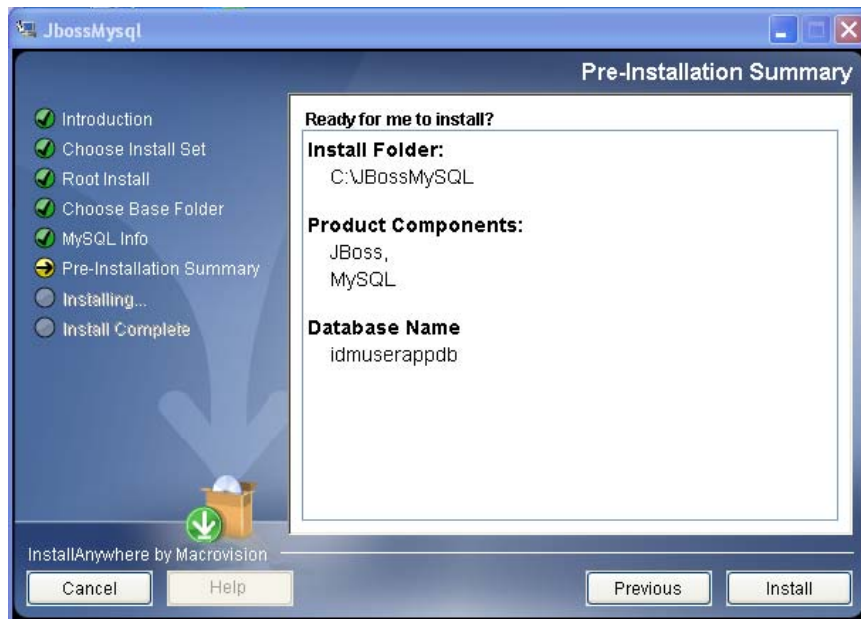 JbossMysql
Pre-Installation Summary
Introduction
Choose Install Set
Root Install
Choose Base Folder
MySQL Info
Pre-Installation Summary
Installing...
Install Complete
Ready for me to install?
Install Folder:
C:\JBossMySQL
Product Components:
JBoss,
MySQL
Database Name
idmuserappdb
InstallAnywhere by Macrovision
Cancel
Help
Previous
Install